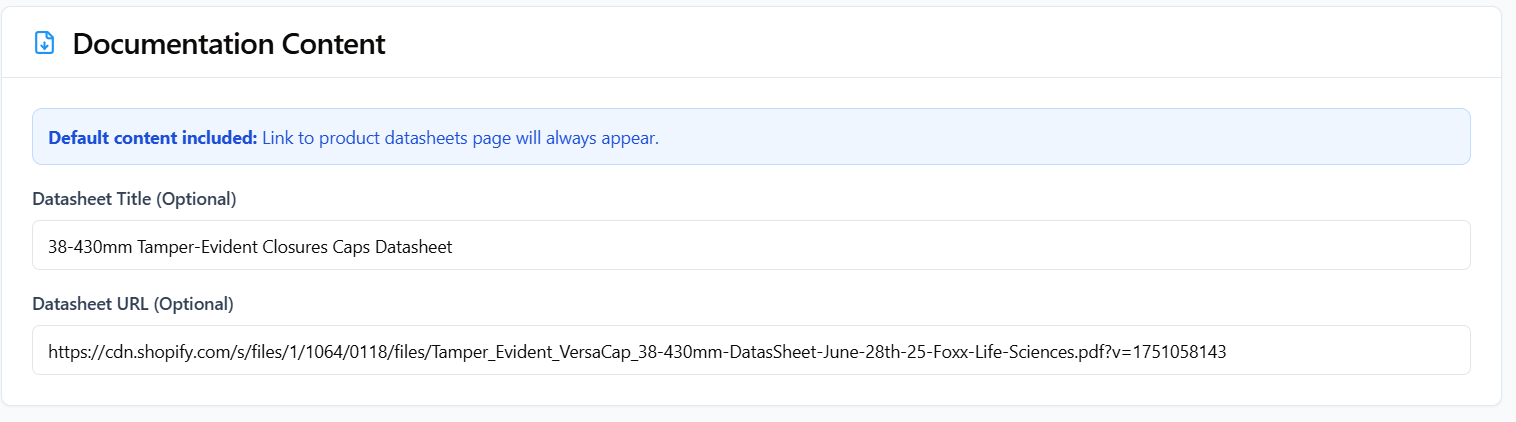 Documentation Content
Default content included: Link to product datasheets page will always appear.
Datasheet Title (Optional)
38-430mm Tamper-Evident Closures Caps Datasheet
Datasheet URL (Optional)
https://cdn.shopify.com/s/files/1/1064/0118/files/Tamper_Evident_VersaCap_38-430mm-DatasSheet-June-28th-25-Foxx-Life-Sciences.pdf?v=1751058143